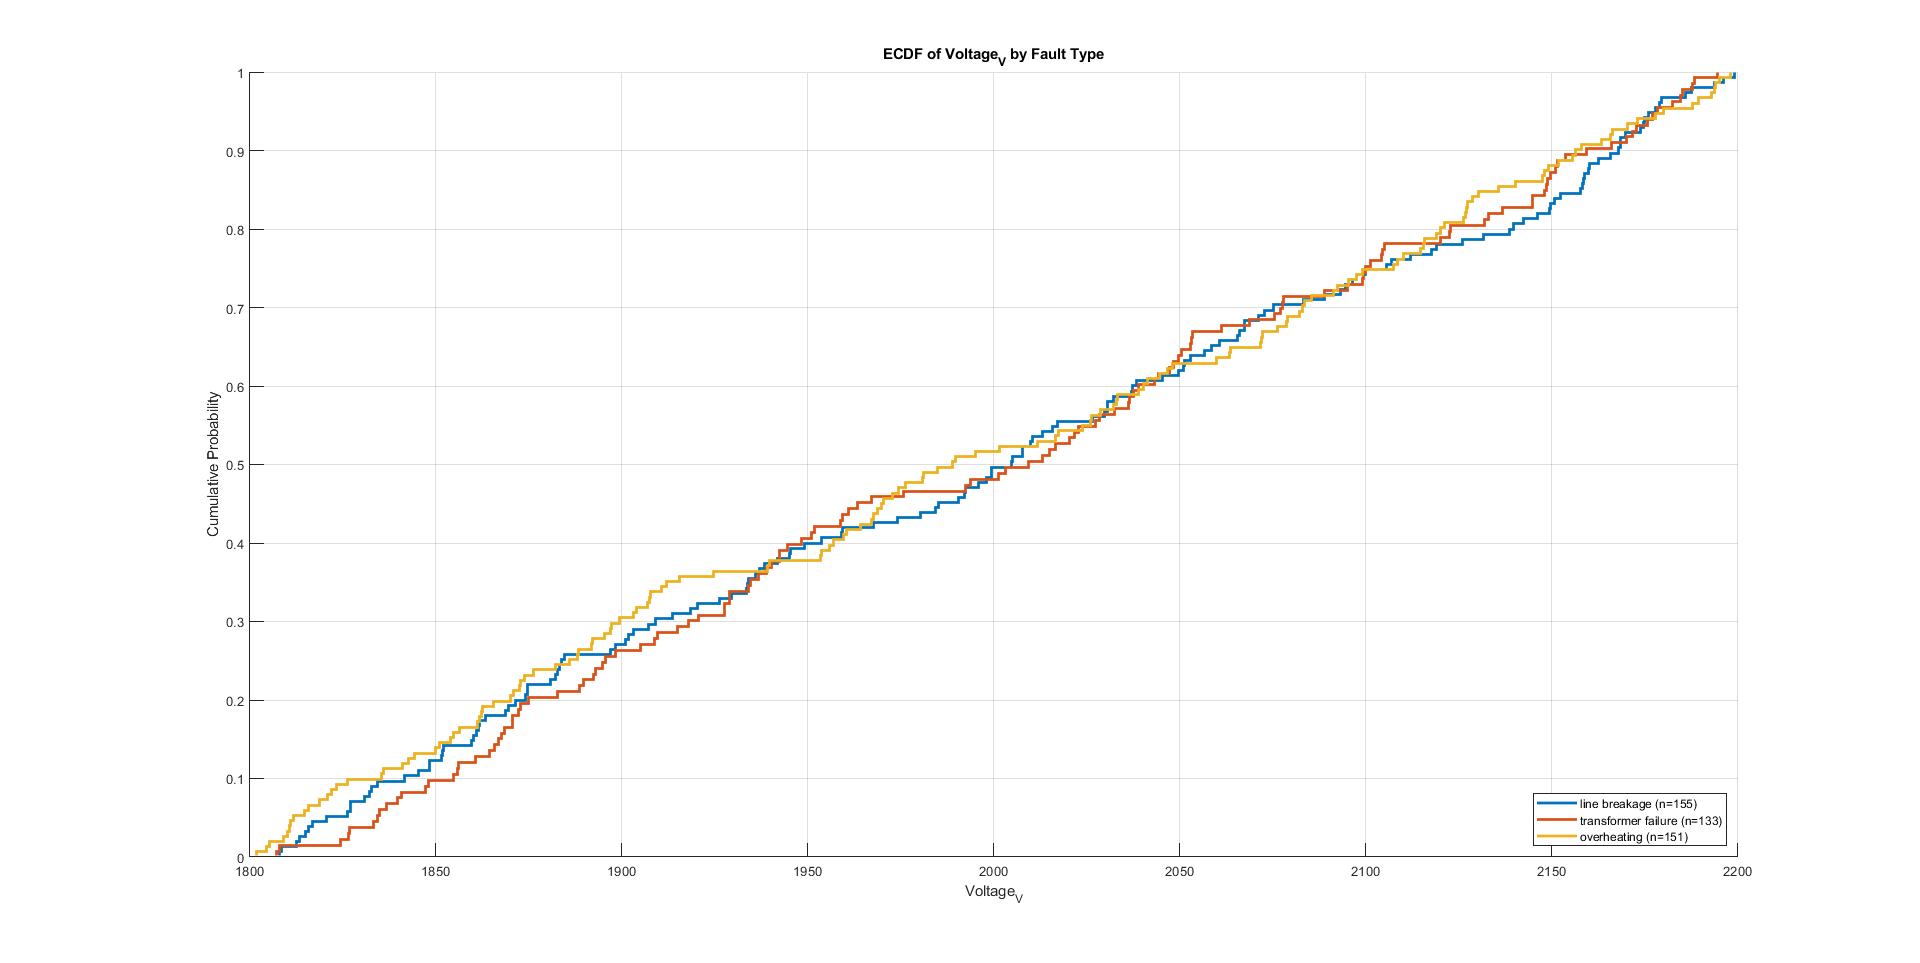 ECDF of Voltage_V by Fault Type
Cumulative Probability
1
0.9
0.8
0.7
0.6
0.5
0.4
0.3
0.2
0.1
0
1800 1850 1900 1950 2000 2050 2100 2150 2200
Voltage_V
line breakage (n=155)
transformer failure (n=133)
overheating (n=151)